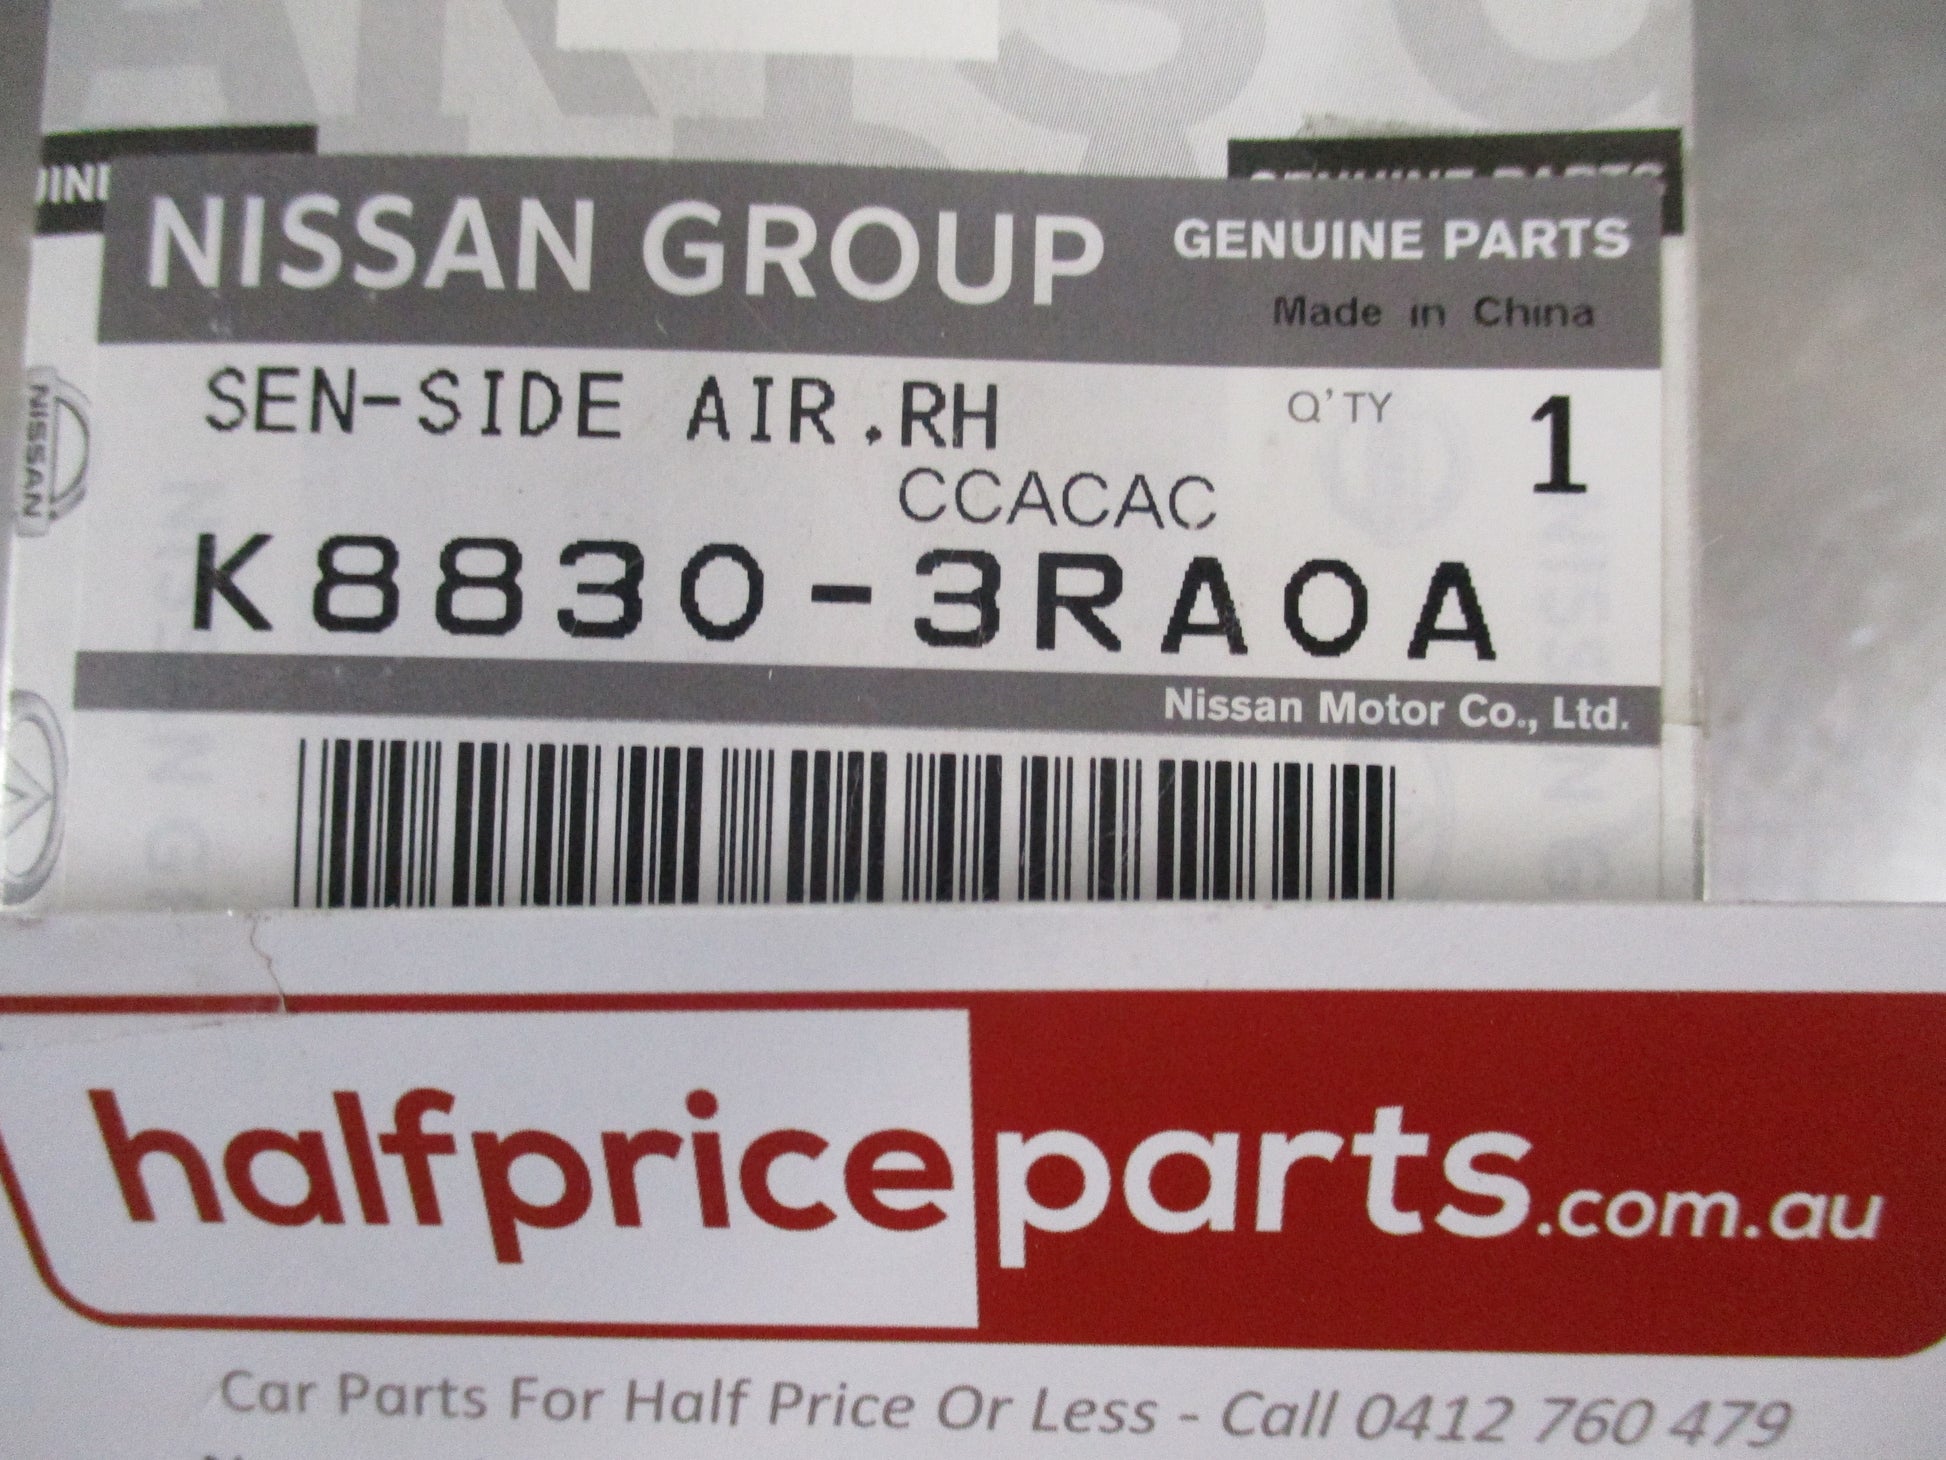 NISSAN GROUP
GENUINE PARTS
Made in China
SEN-SIDE AIR.RH
Q'TY 1
CCACAC
K8830-3RA0A
Nissan Motor Co., Ltd.
NISSAN
halfpriceparts.com.au
Car Parts For Half Price Or Less - Call 0412 760 479